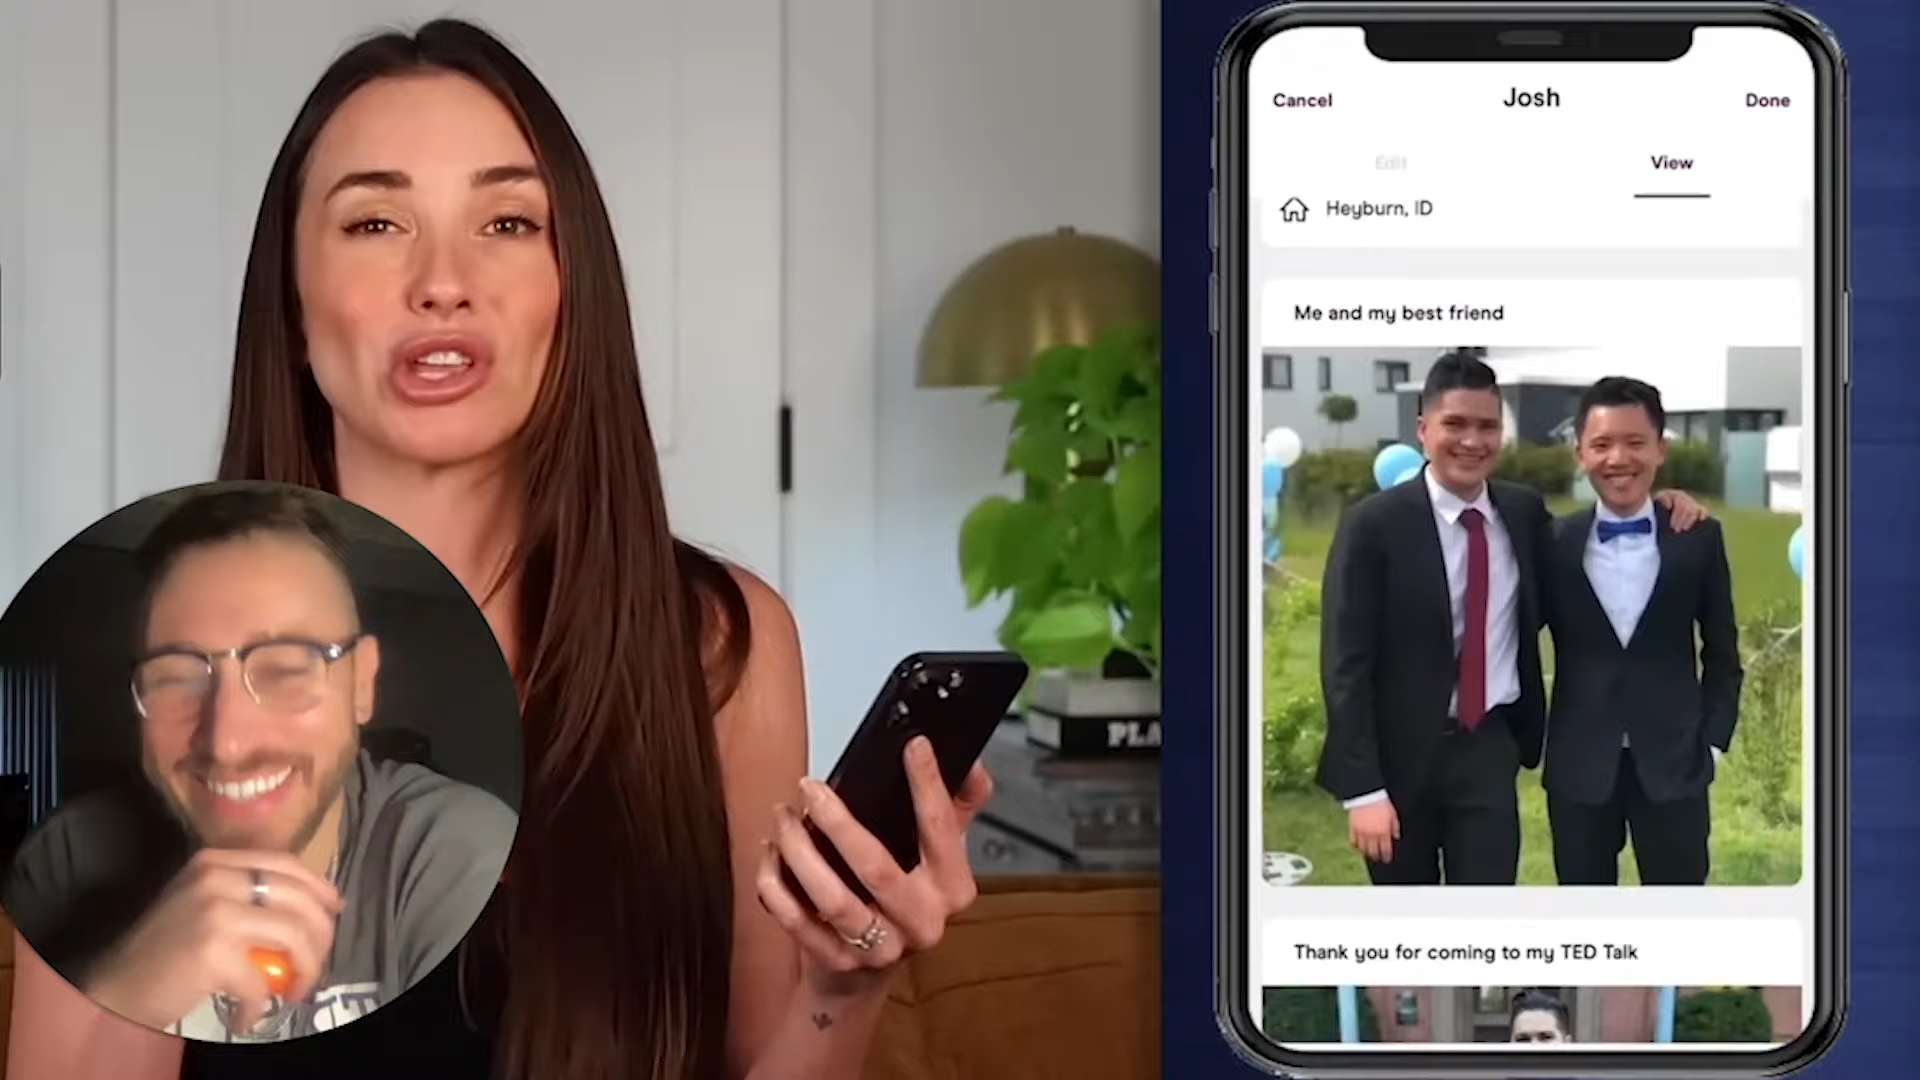 Cancel
Josh
Done
Edit
View
Heyburn, ID
Me and my best friend
Thank you for coming to my TED Talk